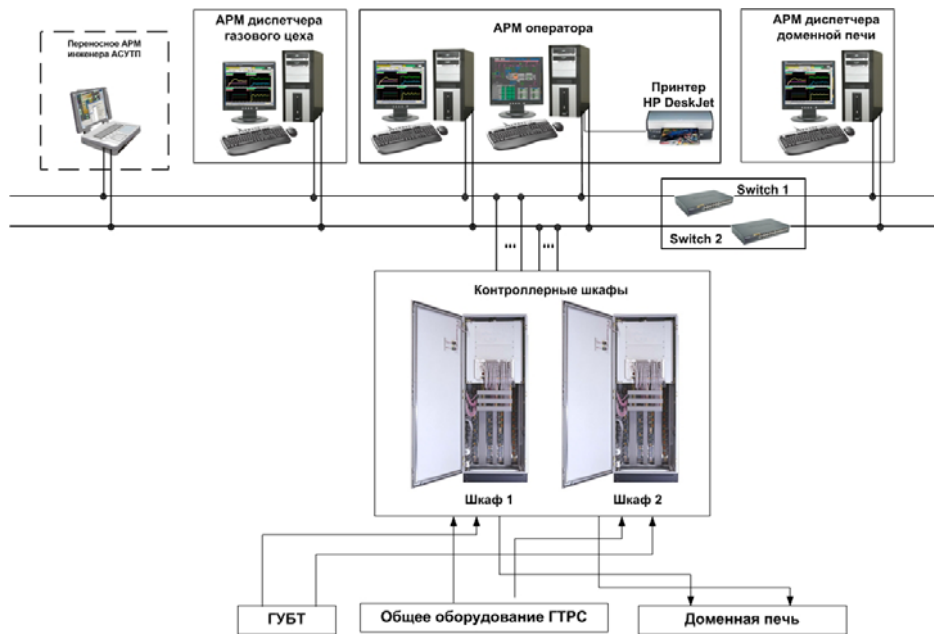 Переносное АРМ
инженера АСУТП
АРМ диспетчера
газового цеха
АРМ оператора
Принтер
HP DeskJet
АРМ диспетчера
доменной печи
Switch 1
Switch 2
...
...
Контроллерные шкафы
Шкаф 1
Шкаф 2
ГУБТ
Общее оборудование ГТРС
Доменная печь